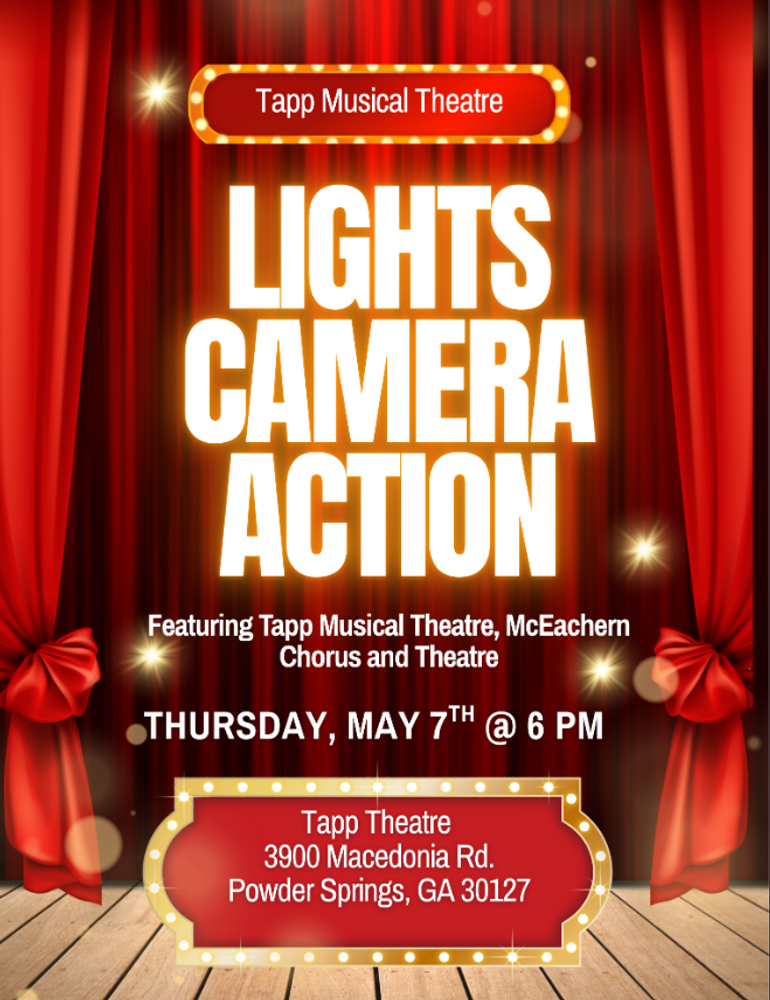 Tapp Musical Theatre
LIGHTS
CAMERA
ACTION
Featuring Tapp Musical Theatre, McEachern
Chorus and Theatre
THURSDAY, MAY 7TH @ 6 PM
Tapp Theatre
3900 Macedonia Rd.
Powder Springs, GA 30127